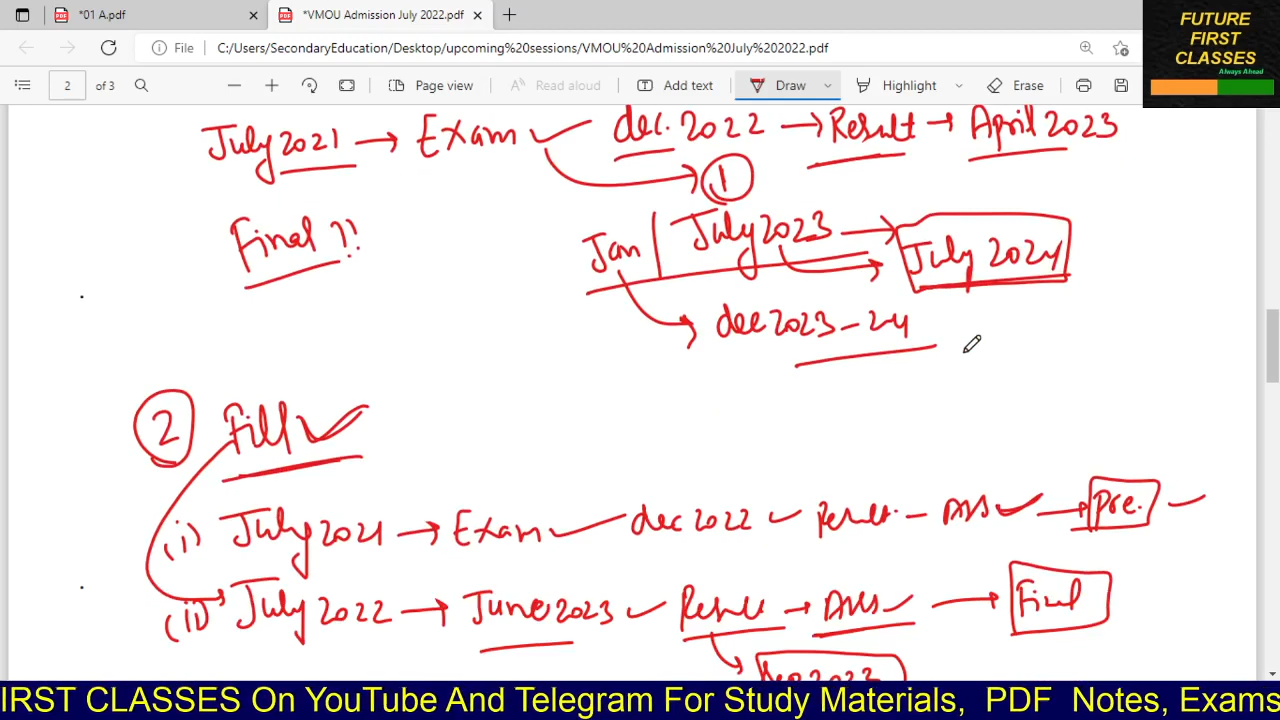 *01 A.pdf
*VMOU Admission July 2022.pdf
File C:/Users/SecondaryEducation/Desktop/upcoming%20sessions/VMOU%20Admission%20July%202022.pdf
2 of 3 Page view Read aloud Add text Draw Highlight Erase
FUTURE
FIRST
CLASSES
Always Ahead
July 2021 → Exam ✓ dec. 2022 → Result → April 2023
1
Final ??
Jan | July 2023 → July 2024
dec 2023-24
2 Fill ✓
(i) July 2021 → Exam ✓ dec 2022 ✓ Result - ASS ✓ → Pre. ✓
(ii) July 2022 → June 2023 ✓ Result → ASS ✓ → Final
IRST CLASSES On YouTube And Telegram For Study Materials, PDF Notes, Exams